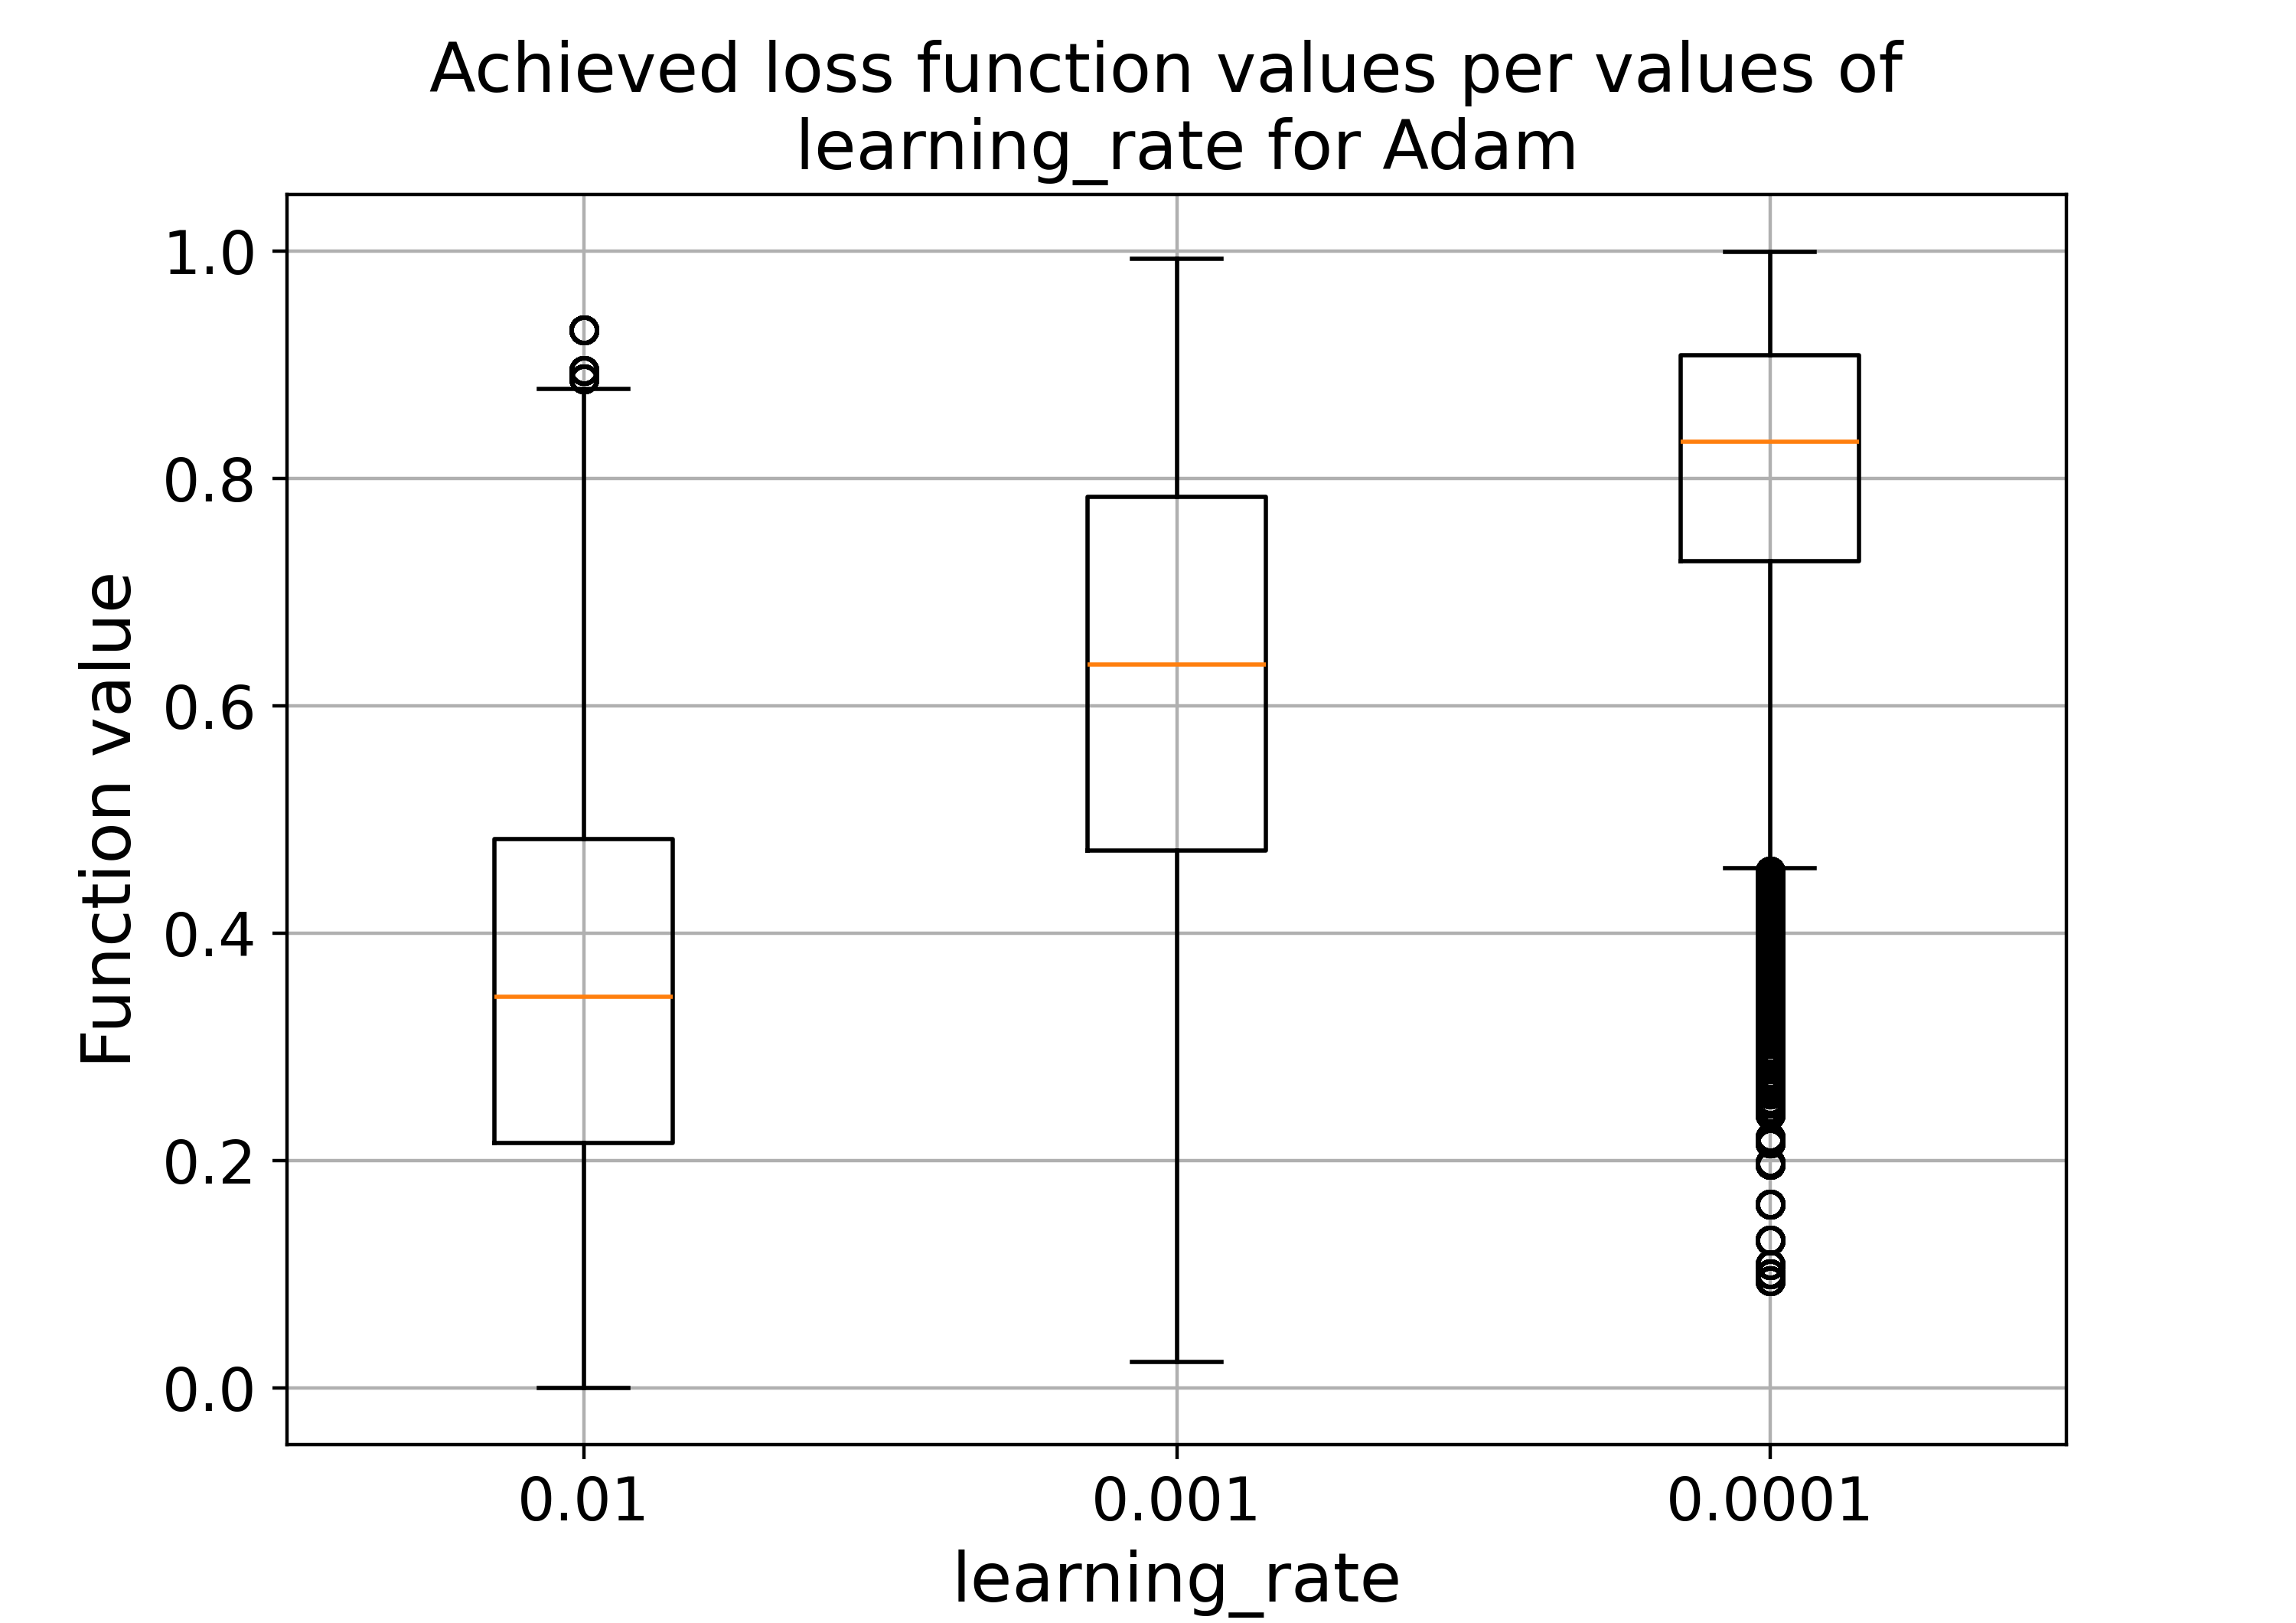 Achieved loss function values per values of
learning_rate for Adam
1.0
0.8
0.6
0.4
0.2
0.0
Function value
0.01 0.001 0.0001
learning_rate